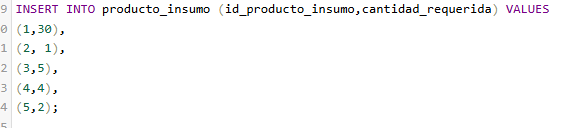 9 INSERT INTO producto_insumo (id_producto_insumo,cantidad_requerida) VALUES
0 (1,30),
1 (2, 1),
2 (3,5),
3 (4,4),
4 (5,2);
5